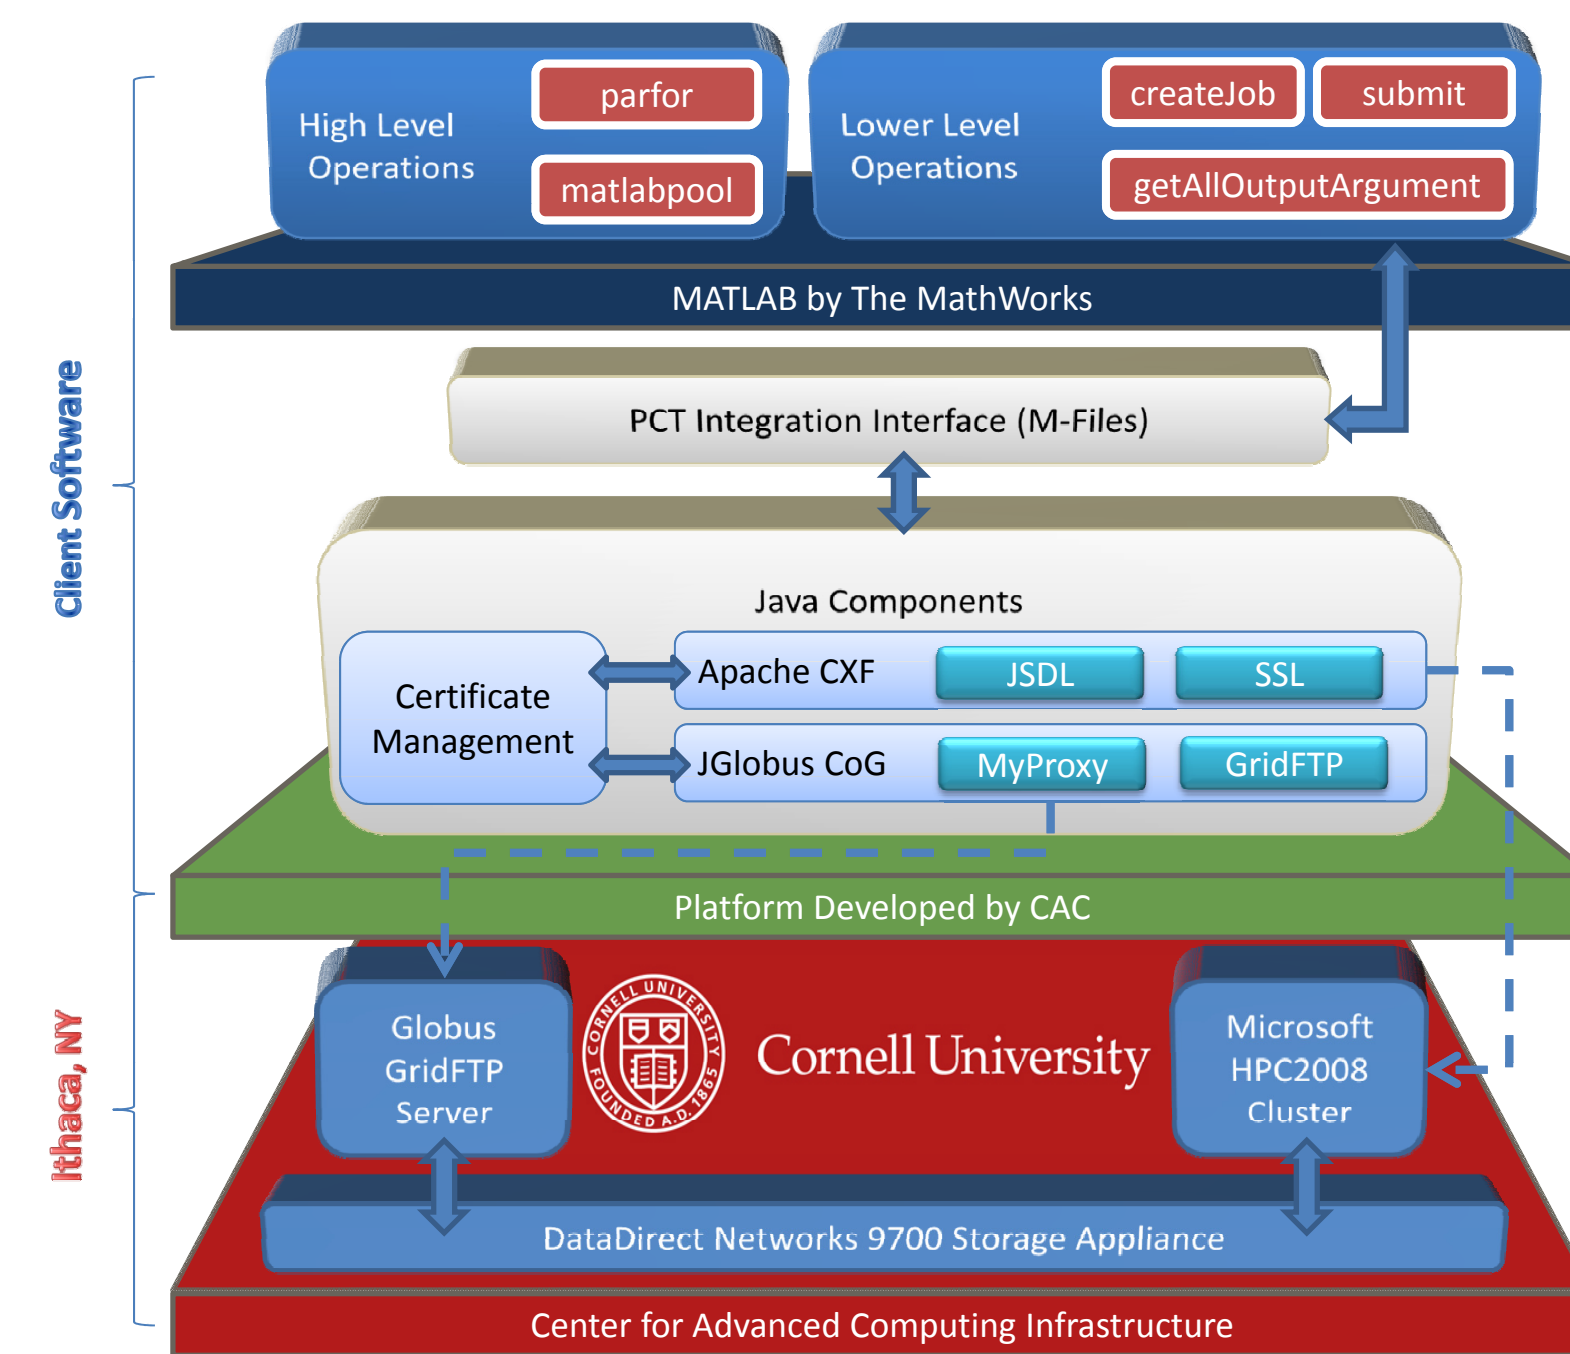 High Level
Operations
parfor
matlabpool
Lower Level
Operations
createJob
submit
getAllOutputArgument
MATLAB by The MathWorks
Client Software
PCT Integration Interface (M-Files)
Java Components
Certificate
Management
Apache CXF
JSDL
SSL
JGlobus CoG
MyProxy
GridFTP
Platform Developed by CAC
Ithaca, NY
Globus
GridFTP
Server
CORNELL UNIVERSITY
FOUNDED A.D. 1865
Cornell University
Microsoft
HPC2008
Cluster
DataDirect Networks 9700 Storage Appliance
Center for Advanced Computing Infrastructure